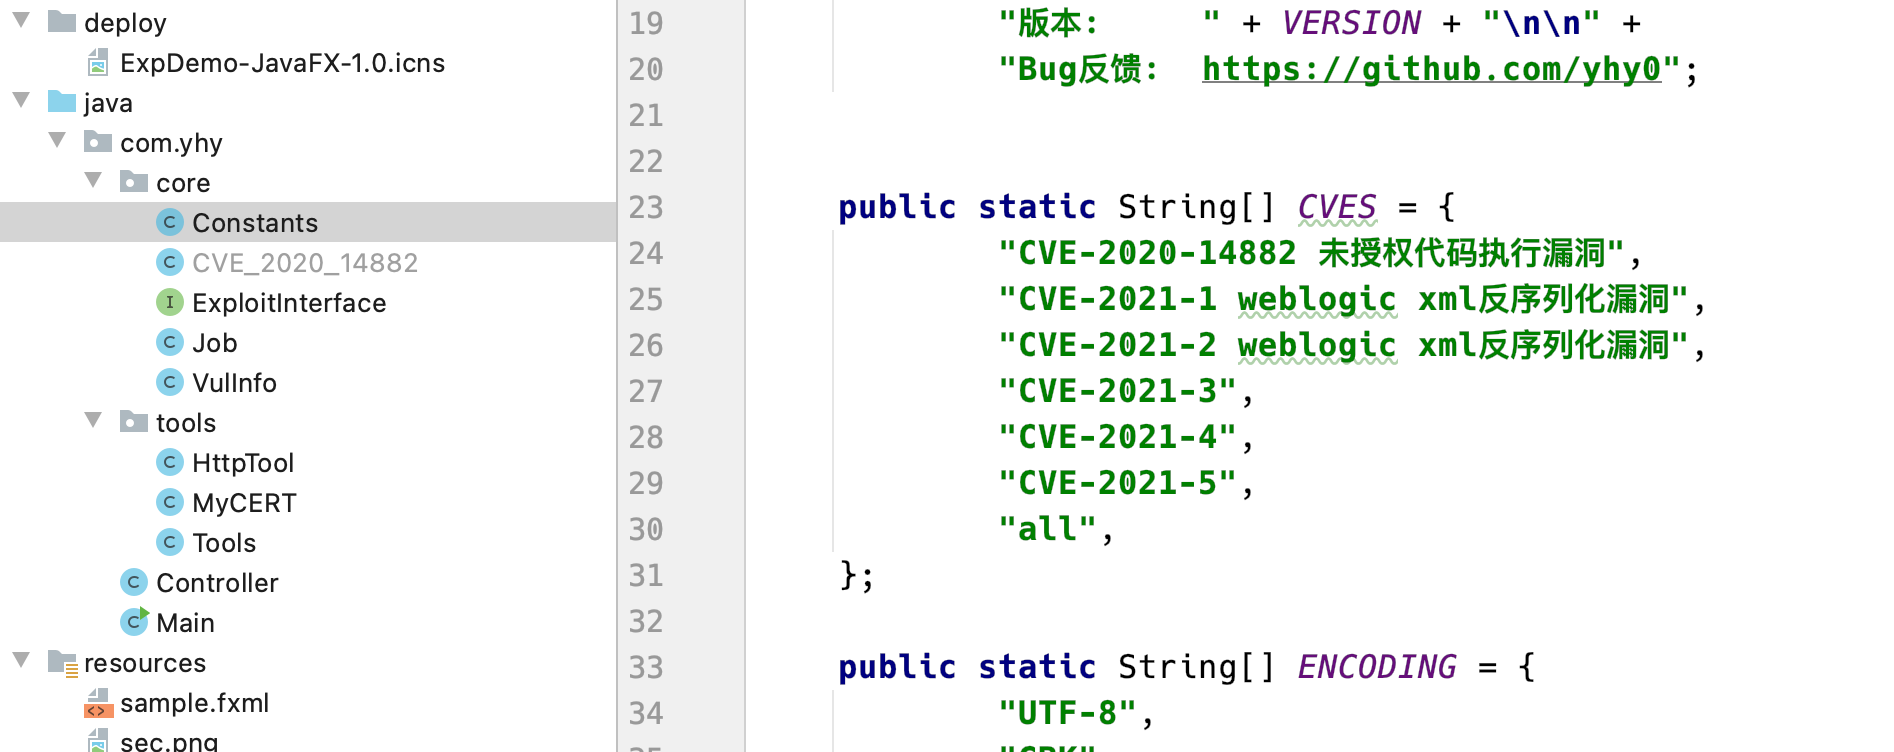 deploy
ExpDemo-JavaFX-1.0.icns
java
com.yhy
core
Constants
CVE_2020_14882
ExploitInterface
Job
VulInfo
tools
HttpTool
MyCERT
Tools
Controller
Main
resources
sample.fxml
sec.png
19 "版本:     " + VERSION + "\n\n" +
20 "Bug反馈:  https://github.com/yhy0";
21
22
23 public static String[] CVES = {
24 "CVE-2020-14882 未授权代码执行漏洞",
25 "CVE-2021-1 weblogic xml反序列化漏洞",
26 "CVE-2021-2 weblogic xml反序列化漏洞",
27 "CVE-2021-3",
28 "CVE-2021-4",
29 "CVE-2021-5",
30 "all",
31 };
32
33 public static String[] ENCODING = {
34 "UTF-8",